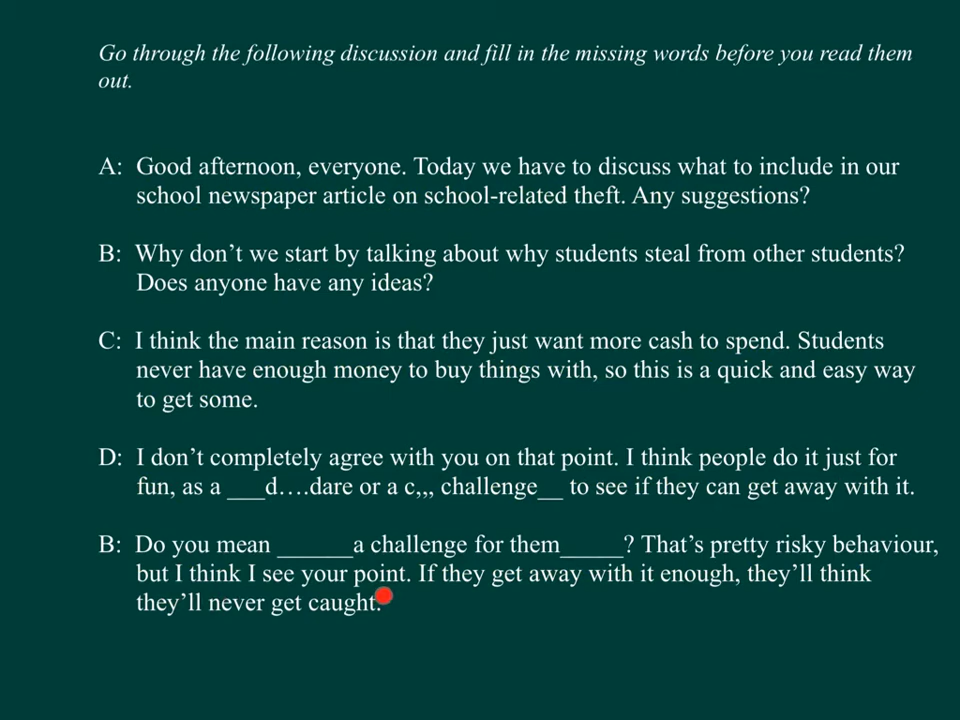 Go through the following discussion and fill in the missing words before you read them
out.
A: Good afternoon, everyone. Today we have to discuss what to include in our
school newspaper article on school-related theft. Any suggestions?
B: Why don’t we start by talking about why students steal from other students?
Does anyone have any ideas?
C: I think the main reason is that they just want more cash to spend. Students
never have enough money to buy things with, so this is a quick and easy way
to get some.
D: I don’t completely agree with you on that point. I think people do it just for
fun, as a ___d….dare or a c,,, challenge__ to see if they can get away with it.
B: Do you mean ______a challenge for them_____? That’s pretty risky behaviour,
but I think I see your point. If they get away with it enough, they’ll think
they’ll never get caught.